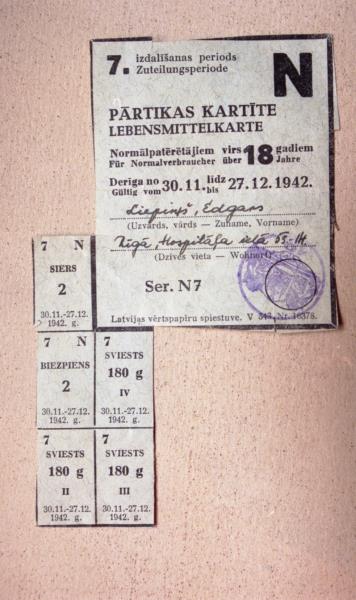 7. izdalīšanas periods
Zuteilungsperiode
N
PĀRTIKAS KARTĪTE
LEBENSMITTELKARTE
Normālpatērētājiem virs 18 gadiem
Für Normalverbraucher über 18 Jahre
Derīga no 30.11. līdz 27.12.1942.
Gültig vom 30.11. bis 27.12.1942.
Liepiņš, Edgars
(Uzvārds, vārds — Zuname, Vorname)
Rīgā, Hospitāļa ielā
(Dzīves vieta — Wohnort)
Ser. N7
Latvijas vērtspapīru spiestuve. V 343, Nr. 16378.
7 N
SIERS
2
30.11.-27.12.
1942. g.
7 N
BIEZPIENS
2
30.11.-27.12.
1942. g.
7
SVIESTS
180 g
IV
30.11.-27.12.
1942. g.
7
SVIESTS
180 g
II
30.11.-27.12.
1942. g.
7
SVIESTS
180 g
III
30.11.-27.12.
1942. g.